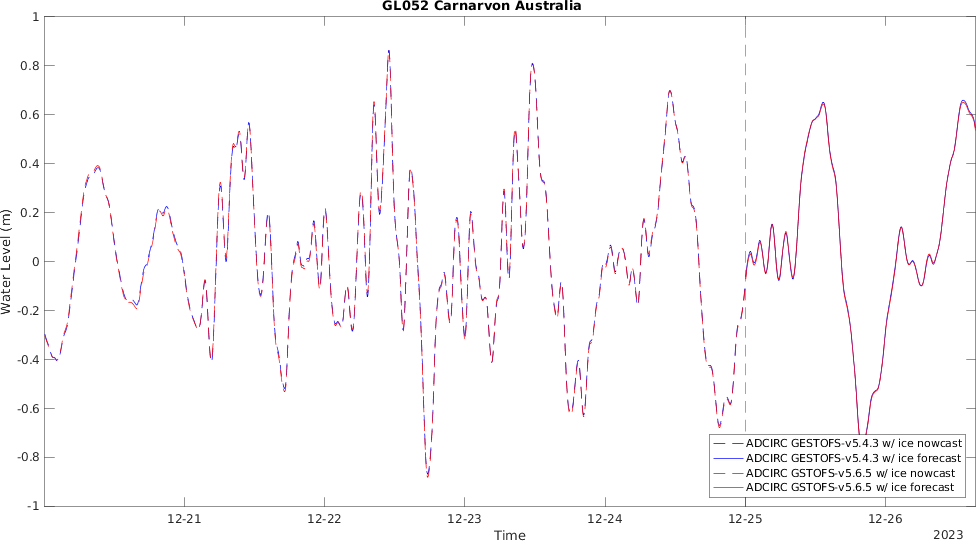 GL052 Carnarvon Australia
1
0.8
0.6
0.4
0.2
0
-0.2
-0.4
-0.6
-0.8
-1
Water Level (m)
12-21
12-22
12-23
12-24
12-25
12-26
Time
2023
ADCIRC GESTOFS-v5.4.3 w/ ice nowcast
ADCIRC GESTOFS-v5.4.3 w/ ice forecast
ADCIRC GSTOFS-v5.6.5 w/ ice nowcast
ADCIRC GSTOFS-v5.6.5 w/ ice forecast